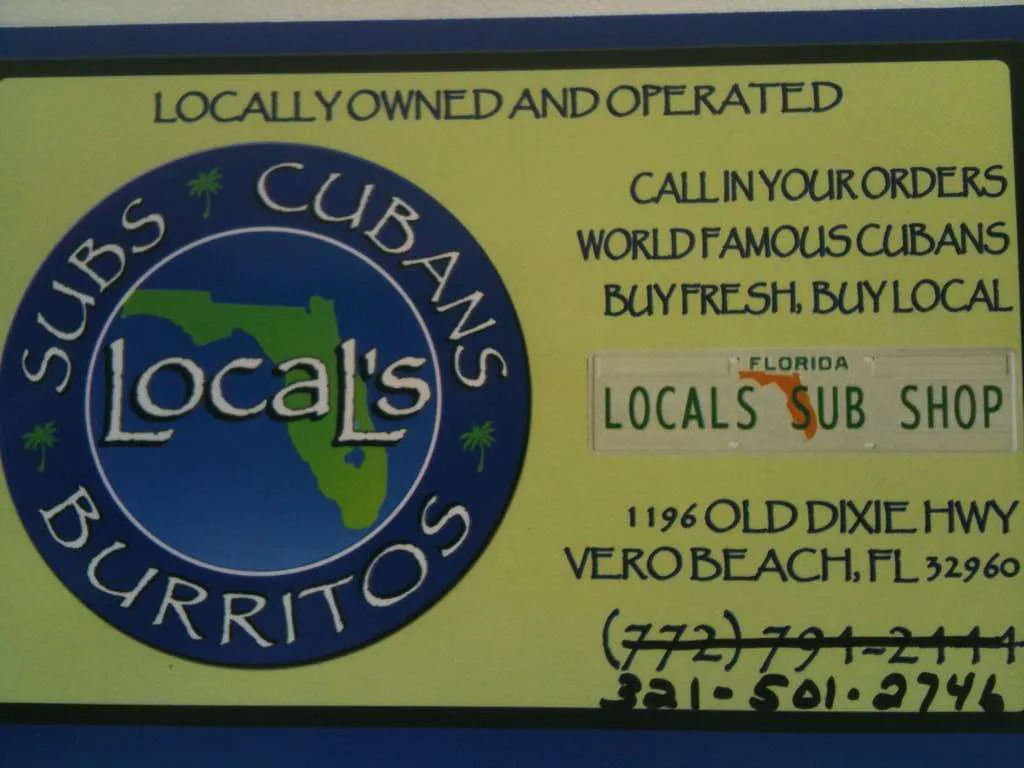 LOCALLY OWNED AND OPERATED
SUBS CUBANS
LocaL's
BURRITOS
CALL IN YOUR ORDERS
WORLD FAMOUS CUBANS
BUY FRESH, BUY LOCAL
FLORIDA
LOCALS SUB SHOP
1196 OLD DIXIE HWY
VERO BEACH, FL 32960
(772) 794-2444
321-501-2746